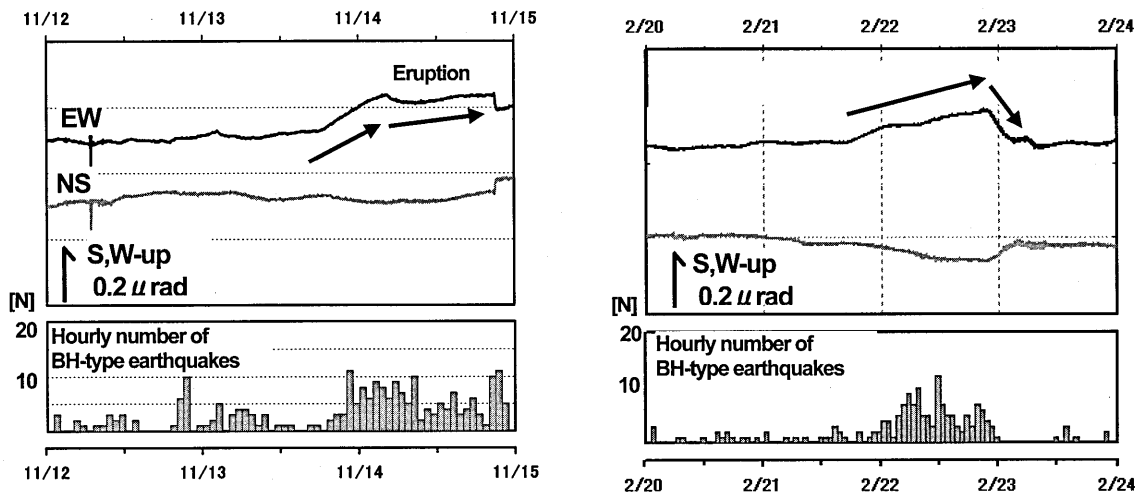 11/12 11/13 11/14 11/15
Eruption
EW
NS
S,W-up
0.2 μ rad
[N]
20
10
Hourly number of
BH-type earthquakes
11/12 11/13 11/14 11/15
2/20 2/21 2/22 2/23 2/24
S,W-up
0.2 μ rad
[N]
20
10
Hourly number of
BH-type earthquakes
2/20 2/21 2/22 2/23 2/24